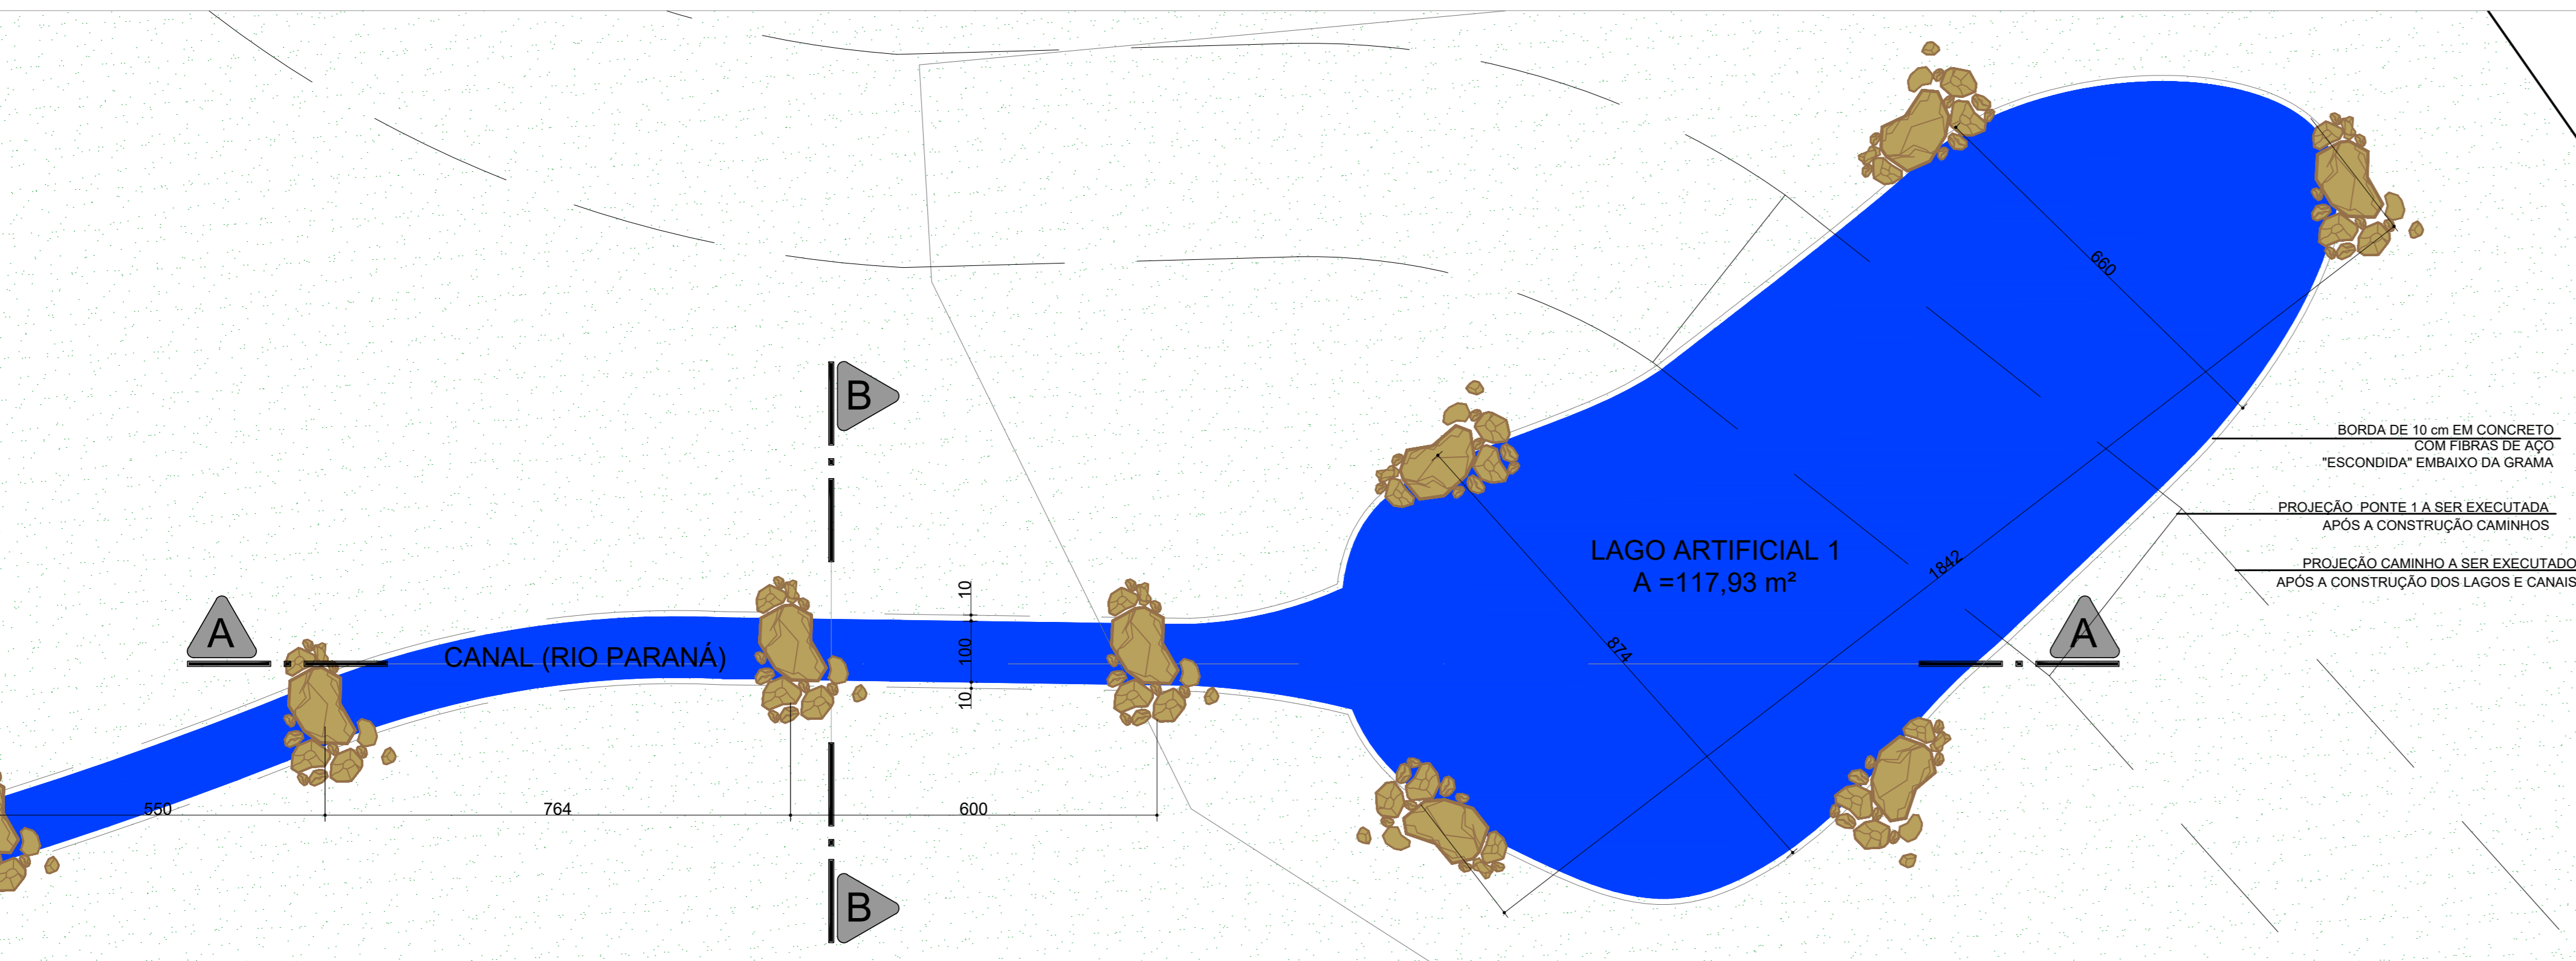 B
660
BORDA DE 10 cm EM CONCRETO
COM FIBRAS DE AÇO
"ESCONDIDA" EMBAIXO DA GRAMA
PROJEÇÃO PONTE 1 A SER EXECUTADA
APÓS A CONSTRUÇÃO CAMINHOS
PROJEÇÃO CAMINHO A SER EXECUTADO
APÓS A CONSTRUÇÃO DOS LAGOS E CANAIS
LAGO ARTIFICIAL 1
A =117,93 m²
1842
874
10
100
10
A
A
CANAL (RIO PARANÁ)
550
764
600
B